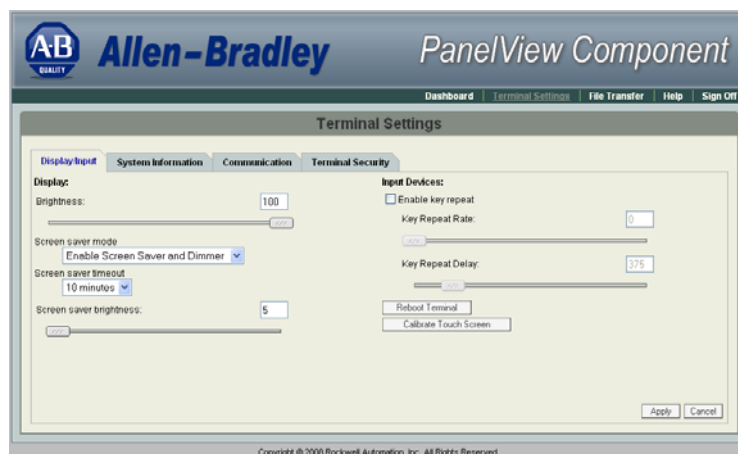 A·B
QUALITY
Allen-Bradley
PanelView Component
Dashboard | Terminal Settings | File Transfer | Help | Sign Off
Terminal Settings
Display/Input
System Information
Communication
Terminal Security
Display:
Brightness:
100
Screen saver mode
Enable Screen Saver and Dimmer
Screen saver timeout
10 minutes
Screen saver brightness:
5
Input Devices:
Enable key repeat
Key Repeat Rate:
0
Key Repeat Delay:
375
Reboot Terminal
Calibrate Touch Screen
Apply
Cancel
Copyright © 2008 Rockwell Automation, Inc. All Rights Reserved.